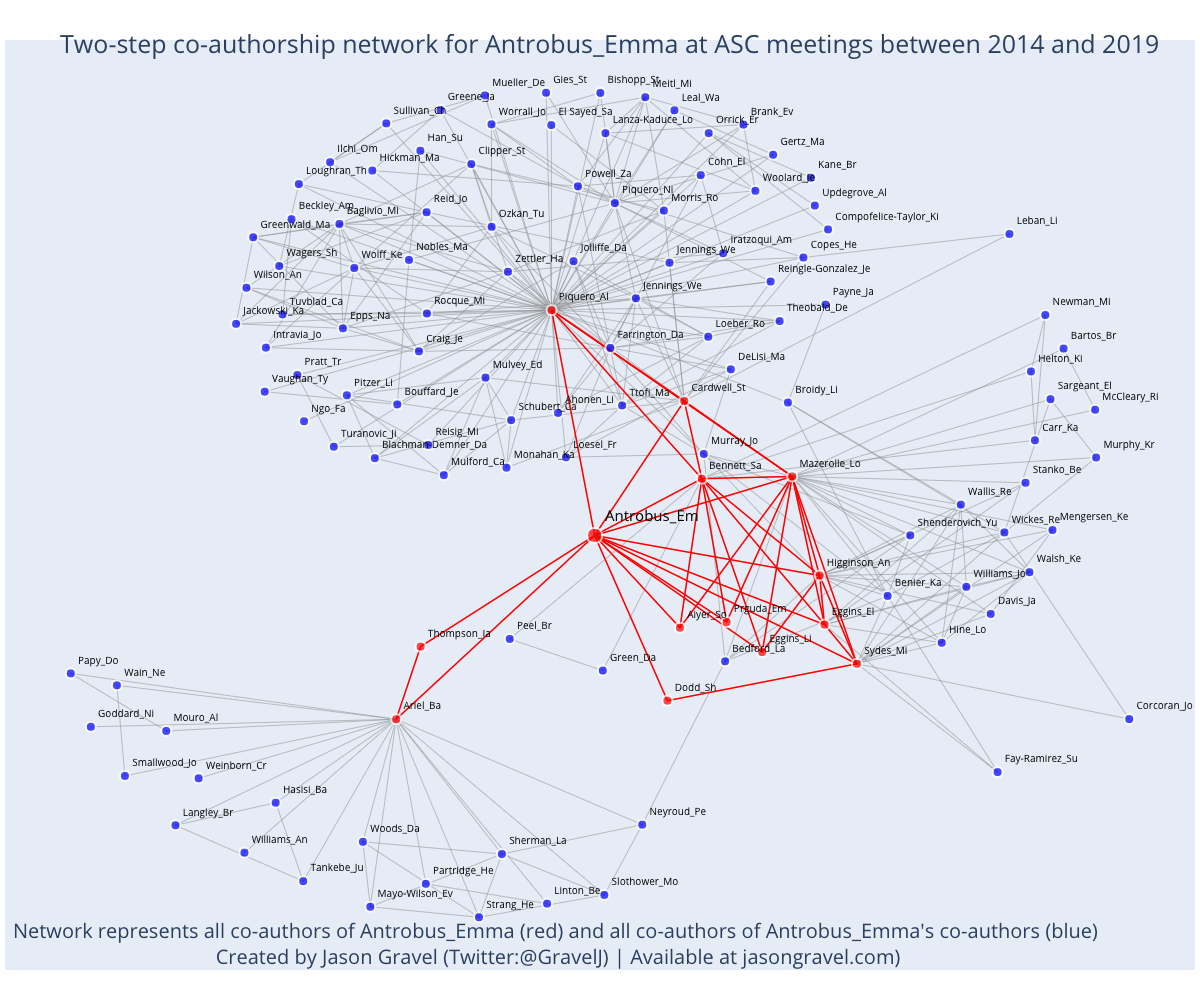 Two-step co-authorship network for Antrobus_Emma at ASC meetings between 2014 and 2019
Mueller_De
Gies_St
Bishopp_St
Meitl_Mi
Greene_Ja
Leal_Wa
Sullivan_Ch
Worrall_Jo
El Sayed_Sa
Lanza-Kaduce_Lo
Orrick_Er
Brank_Ev
Ilchi_Om
Han_Su
Hickman_Ma
Clipper_St
Gertz_Ma
Cohn_El
Kane_Br
Loughran_Th
Powell_Za
Piquero_Ni
Woolard_Je
Updegrove_Al
Beckley_Am
Baglivio_Mi
Reid_Jo
Ozkan_Tu
Morris_Ro
Compofelice-Taylor_Ki
Leban_Li
Greenwald_Ma
Wagers_Sh
Wolff_Ke
Nobles_Ma
Zettler_Ha
Jolliffe_Da
Jennings_We
Iratzoqui_Am
Copes_He
Wilson_An
Reingle-Gonzalez_Je
Tuvblad_Ca
Rocque_Mi
Piquero_Al
Jennings_We
Payne_Ja
Newman_Mi
Jackowski_Ka
Epps_Na
Theobald_De
Intravia_Jo
Craig_Je
Farrington_Da
Loeber_Ro
Bartos_Br
Pratt_Tr
Mulvey_Ed
DeLisi_Ma
Helton_Ki
Vaughan_Ty
Pitzer_Li
Bouffard_Je
Schubert_Ca
Ahonen_Li
Ttofi_Ma
Cardwell_St
Broidy_Li
Sargeant_El
McCleary_Ri
Ngo_Fa
Turanovic_Ji
Reisig_Mi
Blachman-Demner_Da
Loesel_Fr
Murray_Jo
Carr_Ka
Mulford_Ca
Monahan_Ka
Bennett_Sa
Mazerolle_Lo
Murphy_Kr
Stanko_Be
Wallis_Re
Antrobus_Em
Shenderovich_Yu
Wickes_Re
Mengersen_Ke
Higginson_An
Walsh_Ke
Benier_Ka
Williams_Jo
Davis_Ja
Aiyer_So
Prguda_Em
Eggins_El
Thompson_Ja
Peel_Br
Eggins_Li
Hine_Lo
Green_Da
Bedford_La
Sydes_Mi
Papy_Do
Wain_Ne
Dodd_Sh
Ariel_Ba
Corcoran_Jo
Goddard_Ni
Mouro_Al
Smallwood_Jo
Weinborn_Cr
Fay-Ramirez_Su
Hasisi_Ba
Langley_Br
Neyroud_Pe
Woods_Da
Sherman_La
Williams_An
Tankebe_Ju
Partridge_He
Slothower_Mo
Mayo-Wilson_Ev
Linton_Be
Strang_He
Network represents all co-authors of Antrobus_Emma (red) and all co-authors of Antrobus_Emma's co-authors (blue)
Created by Jason Gravel (Twitter:@GravelJ) | Available at jasongravel.com)